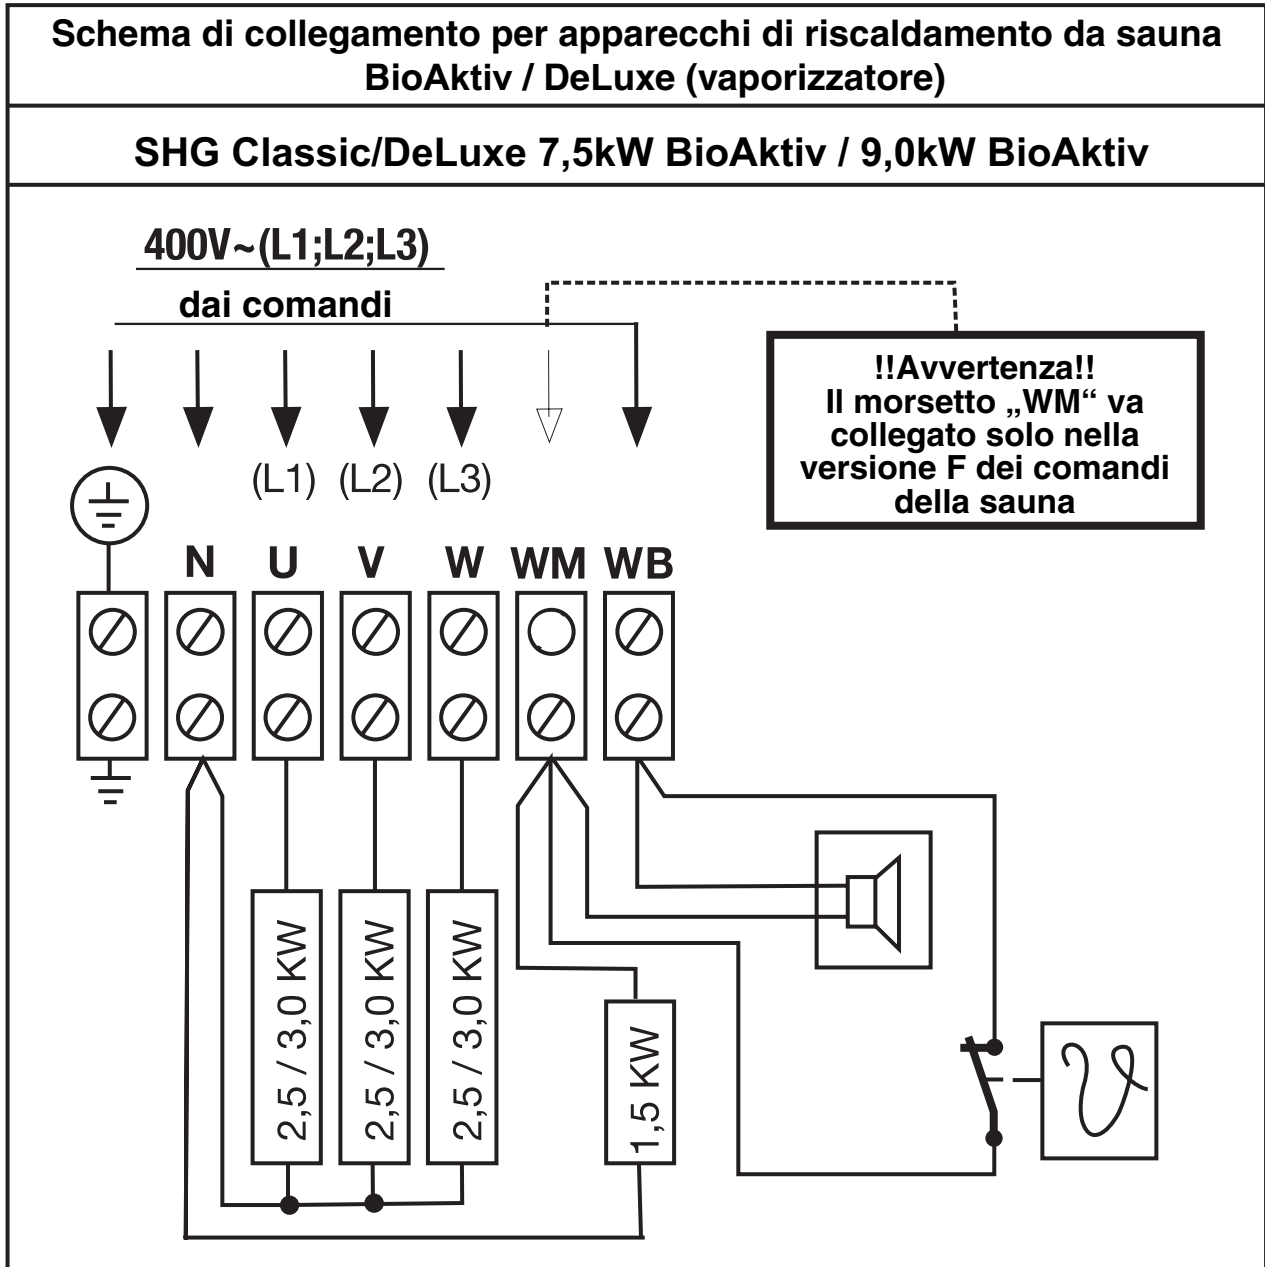 Schema di collegamento per apparecchi di riscaldamento da sauna
BioAktiv / DeLuxe (vaporizzatore)
SHG Classic/DeLuxe 7,5kW BioAktiv / 9,0kW BioAktiv
400V~(L1;L2;L3)
dai comandi
!!Avvertenza!!
Il morsetto „WM“ va
collegato solo nella
versione F dei comandi
della sauna
(L1) (L2) (L3)
N U V W WM WB
2,5 / 3,0 KW
2,5 / 3,0 KW
2,5 / 3,0 KW
1,5 KW
ϑ